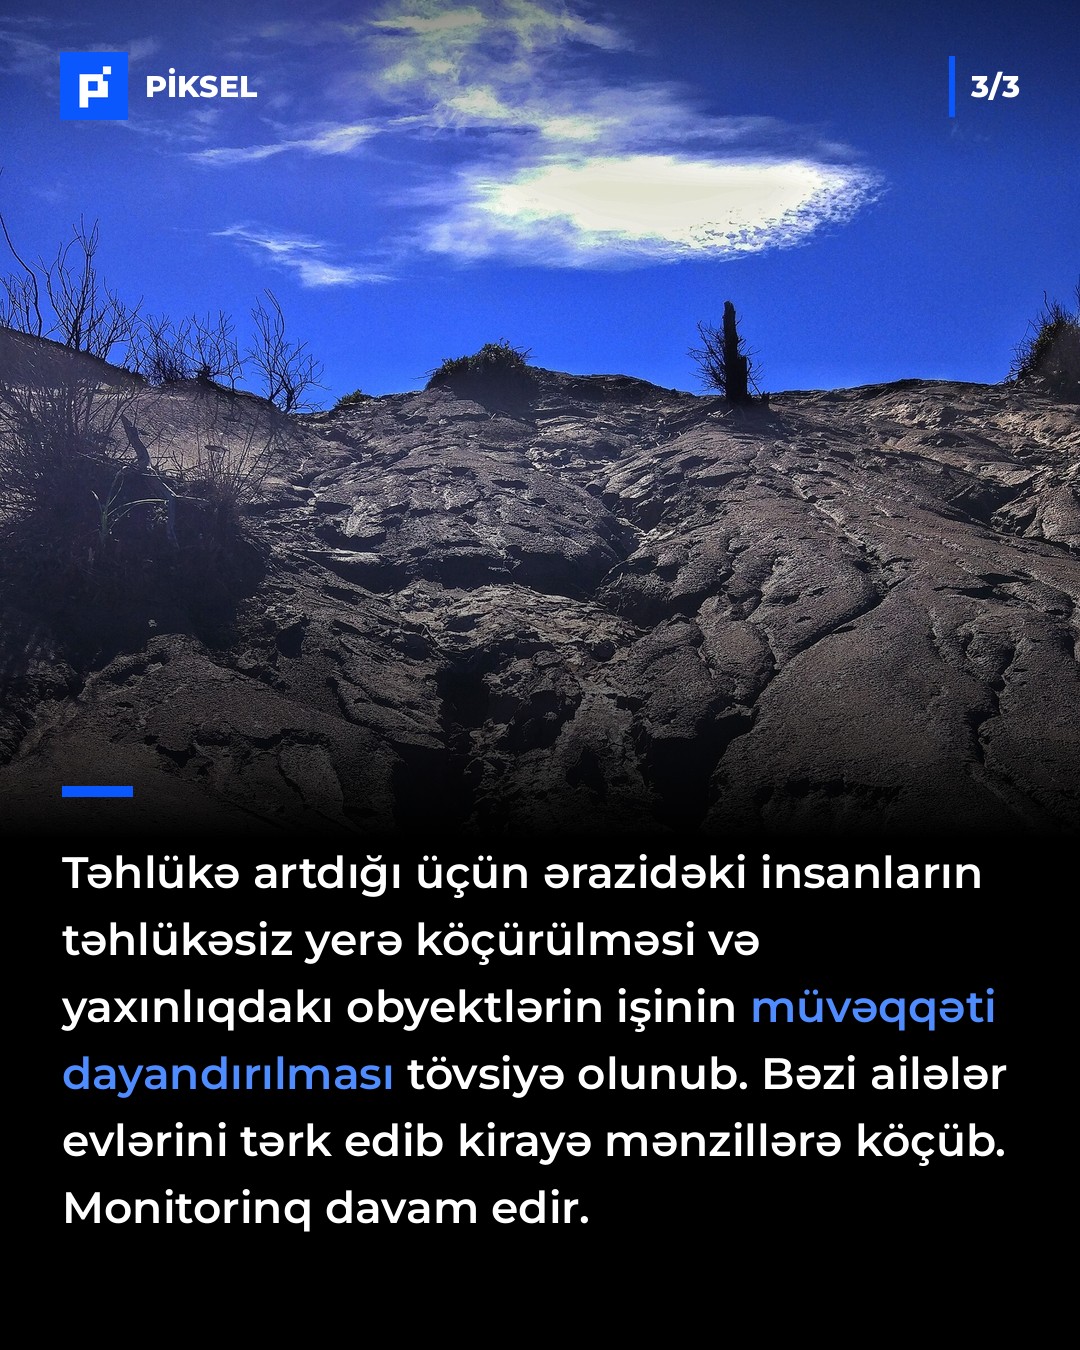 PİKSEL
3/3
Təhlükə artdığı üçün ərazidəki insanların
təhlükəsiz yerə köçürülməsi və
yaxınlıqdakı obyektlərin işinin müvəqqəti
dayandırılması tövsiyə olunub. Bəzi ailələr
evlərini tərk edib kirayə mənzillərə köçüb.
Monitorinq davam edir.